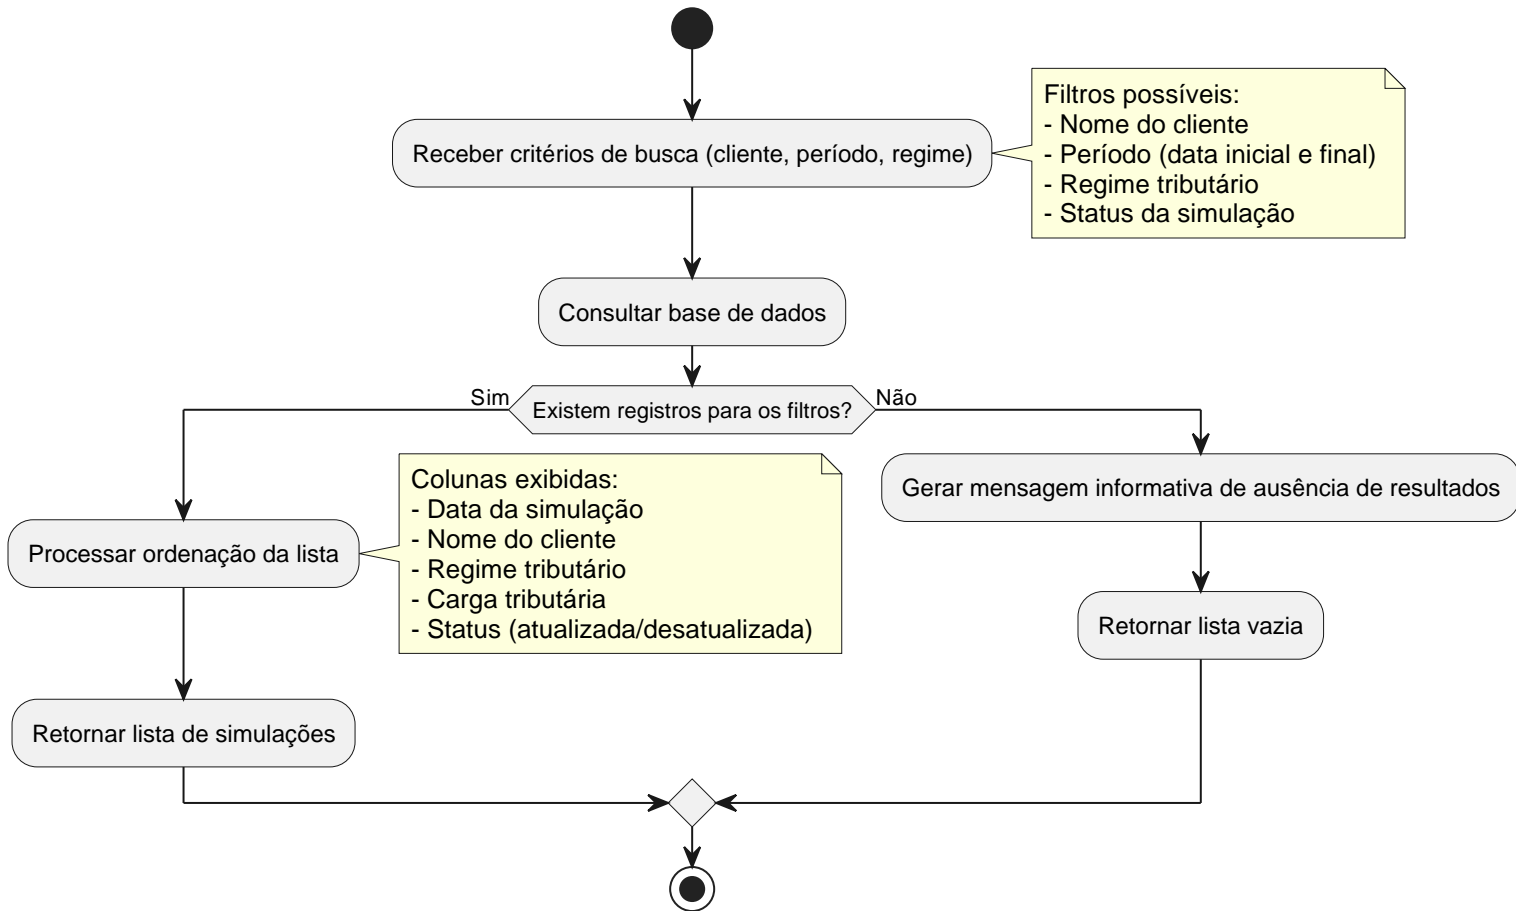 Receber critérios de busca (cliente, período, regime)
Filtros possíveis:
- Nome do cliente
- Período (data inicial e final)
- Regime tributário
- Status da simulação
Consultar base de dados
Sim
Existem registros para os filtros?
Não
Processar ordenação da lista
Colunas exibidas:
- Data da simulação
- Nome do cliente
- Regime tributário
- Carga tributária
- Status (atualizada/desatualizada)
Retornar lista de simulações
Gerar mensagem informativa de ausência de resultados
Retornar lista vazia